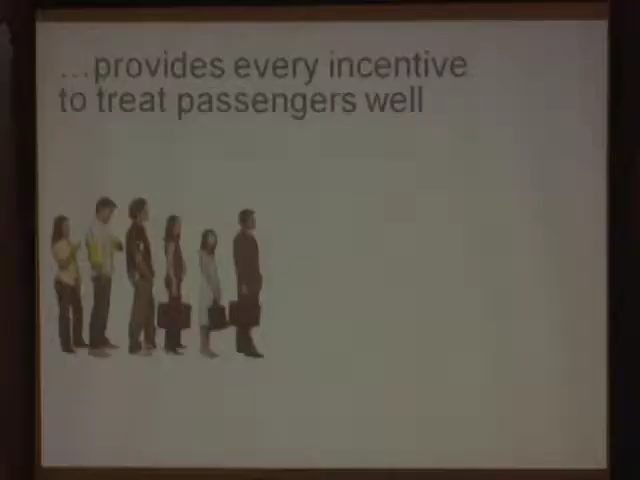 ...provides every incentive
to treat passengers well